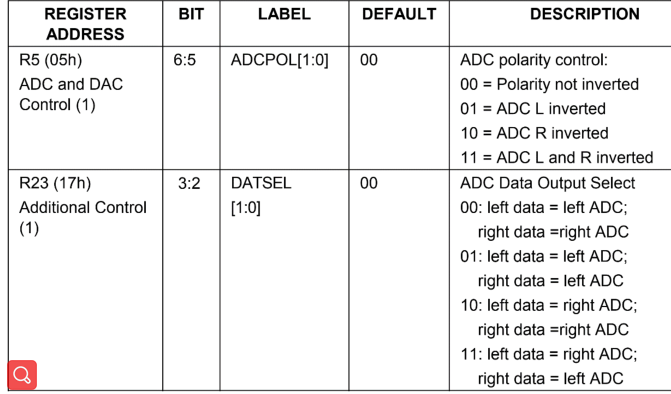 REGISTER ADDRESS BIT LABEL DEFAULT DESCRIPTION
R5 (05h) 6:5 ADCPOL[1:0] 00 ADC polarity control:
ADC and DAC 00 = Polarity not inverted
Control (1) 01 = ADC L inverted
10 = ADC R inverted
11 = ADC L and R inverted
R23 (17h) 3:2 DATSEL 00 ADC Data Output Select
Additional Control [1:0] 00: left data = left ADC;
(1) right data =right ADC
01: left data = left ADC;
right data = left ADC
10: left data = right ADC;
right data =right ADC
11: left data = right ADC;
right data = left ADC